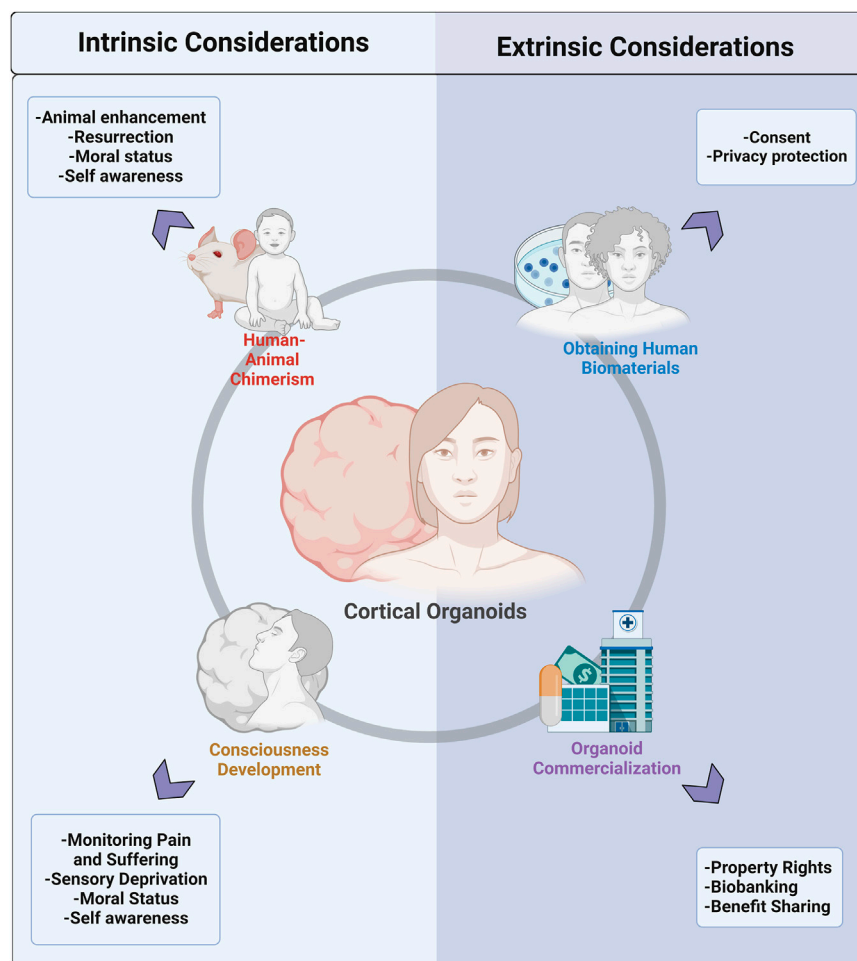 Intrinsic Considerations
Extrinsic Considerations
-Animal enhancement
-Resurrection
-Moral status
-Self awareness
-Consent
-Privacy protection
Human-
Animal
Chimerism
Obtaining Human
Biomaterials
Cortical Organoids
Consciousness
Development
Organoid
Commercialization
-Monitoring Pain
and Suffering
-Sensory Deprivation
-Moral Status
-Self awareness
-Property Rights
-Biobanking
-Benefit Sharing
$